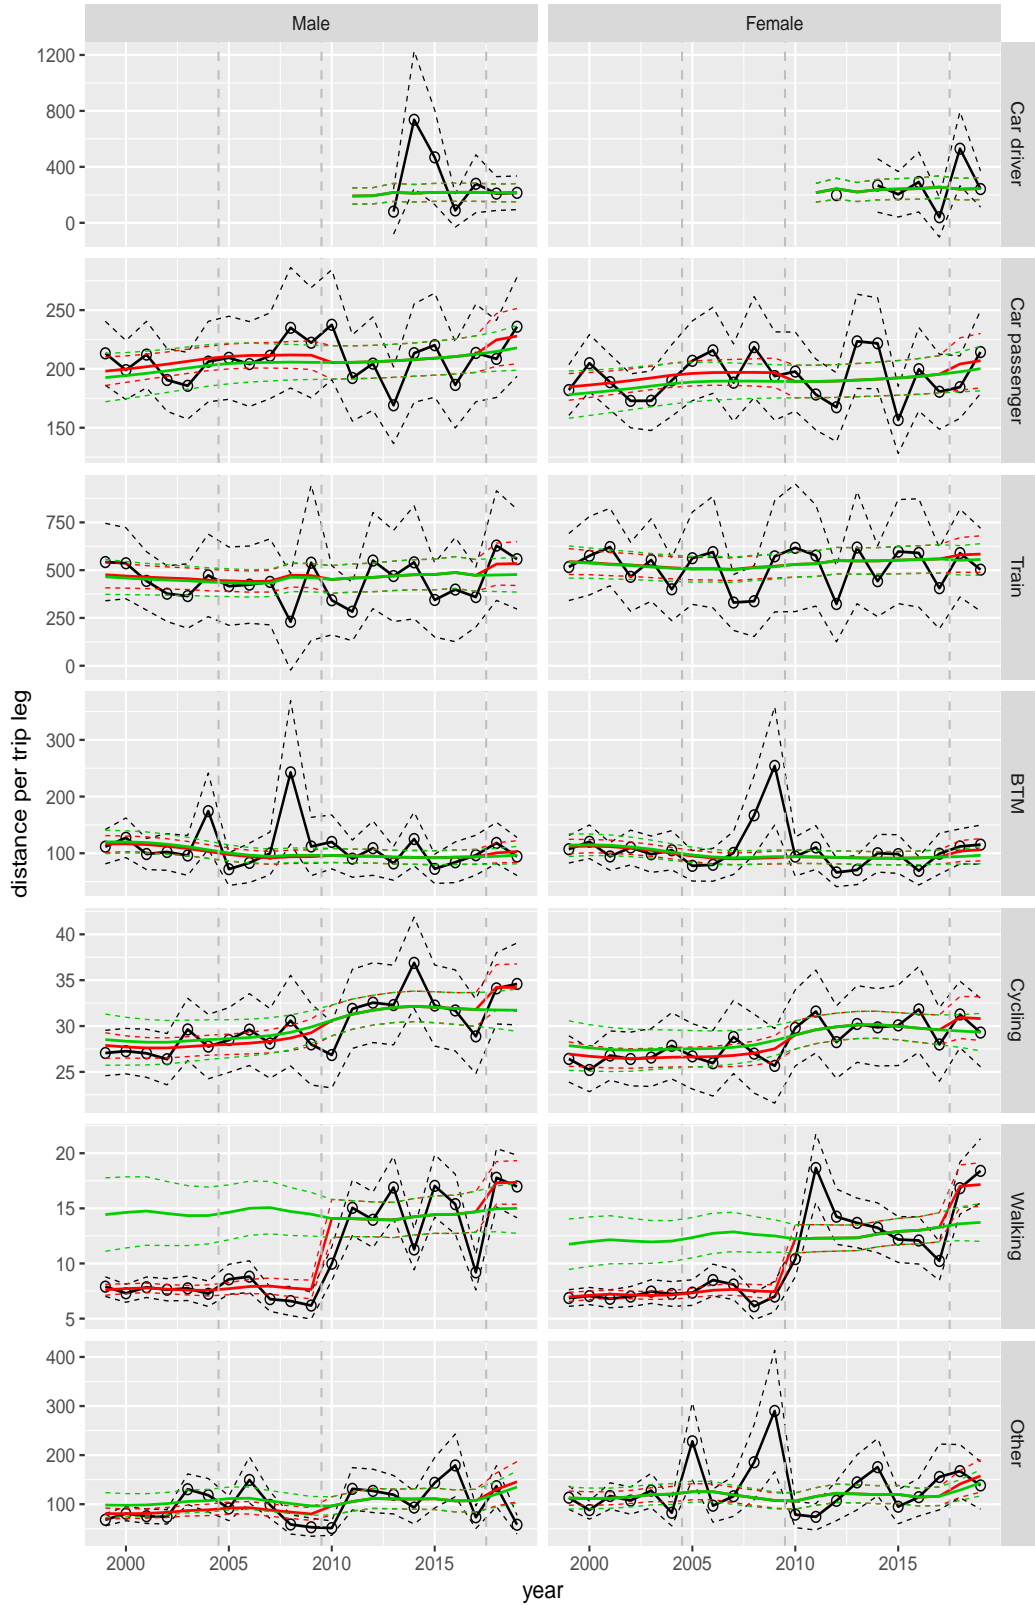 Male Female
1200
800
400
0
Car driver
250
200
150
Car passenger
750
500
250
0
Train
300
200
100
BTM
40
35
30
25
Cycling
20
15
10
5
Walking
400
300
200
100
Other
distance per trip leg
2000 2005 2010 2015 2000 2005 2010 2015
year